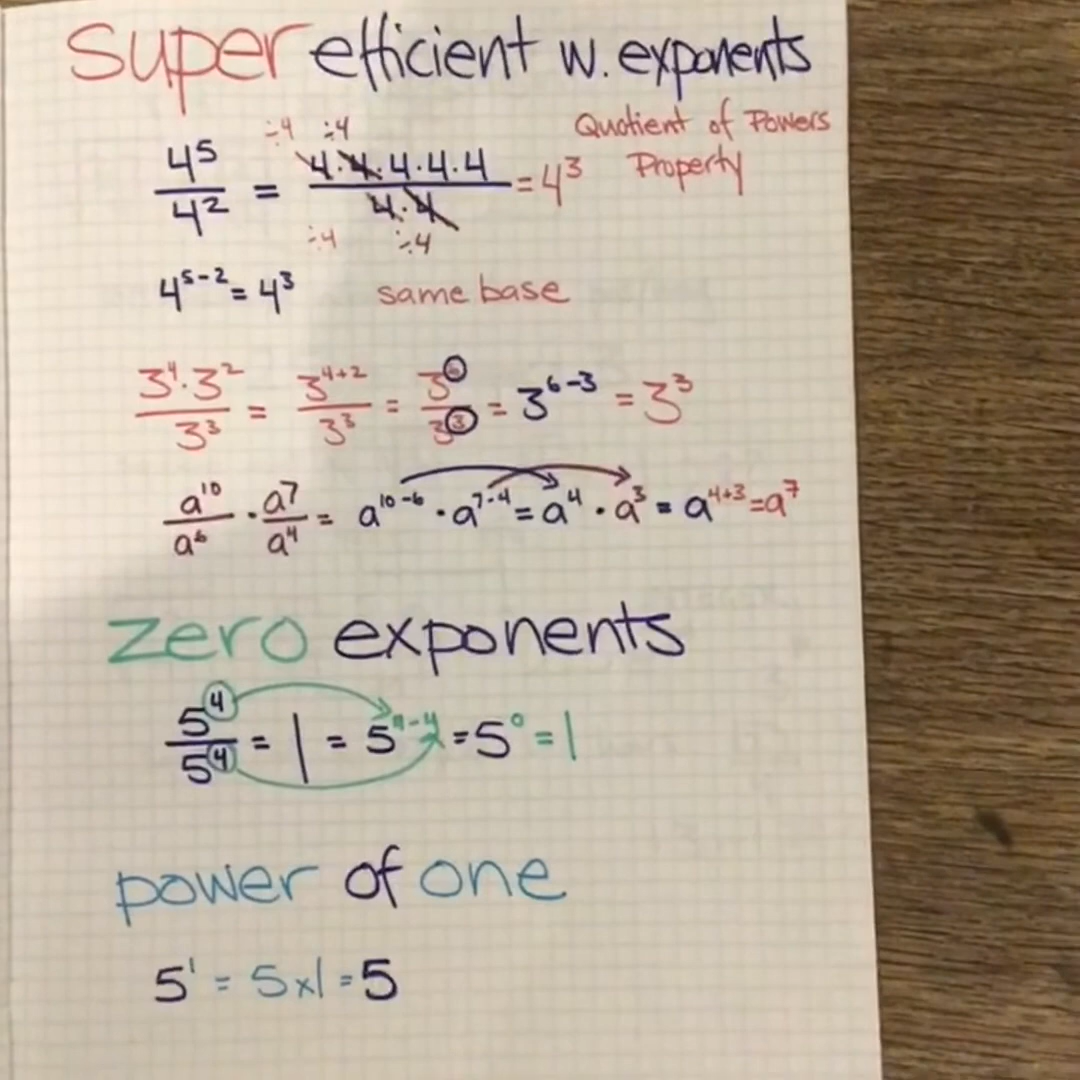 super efficient w. exponents
Quotient of Powers
Property
÷4 ÷4
4⁵/4² = 4·4·4·4·4/4·4 = 4³
÷4 ÷4
4⁵⁻² = 4³ same base
3⁴·3²/3³ = 3⁴⁺²/3³ = 3⁶/3³ = 3⁶⁻³ = 3³
a¹⁰/a⁶ · a⁷/a⁴ = a¹⁰⁻⁶ · a⁷⁻⁴ = a⁴ · a³ = a⁴⁺³ = a⁷
zero exponents
5⁴/5⁴ = 1 = 5⁴⁻⁴ = 5⁰ = 1
power of one
5¹ = 5x1 = 5